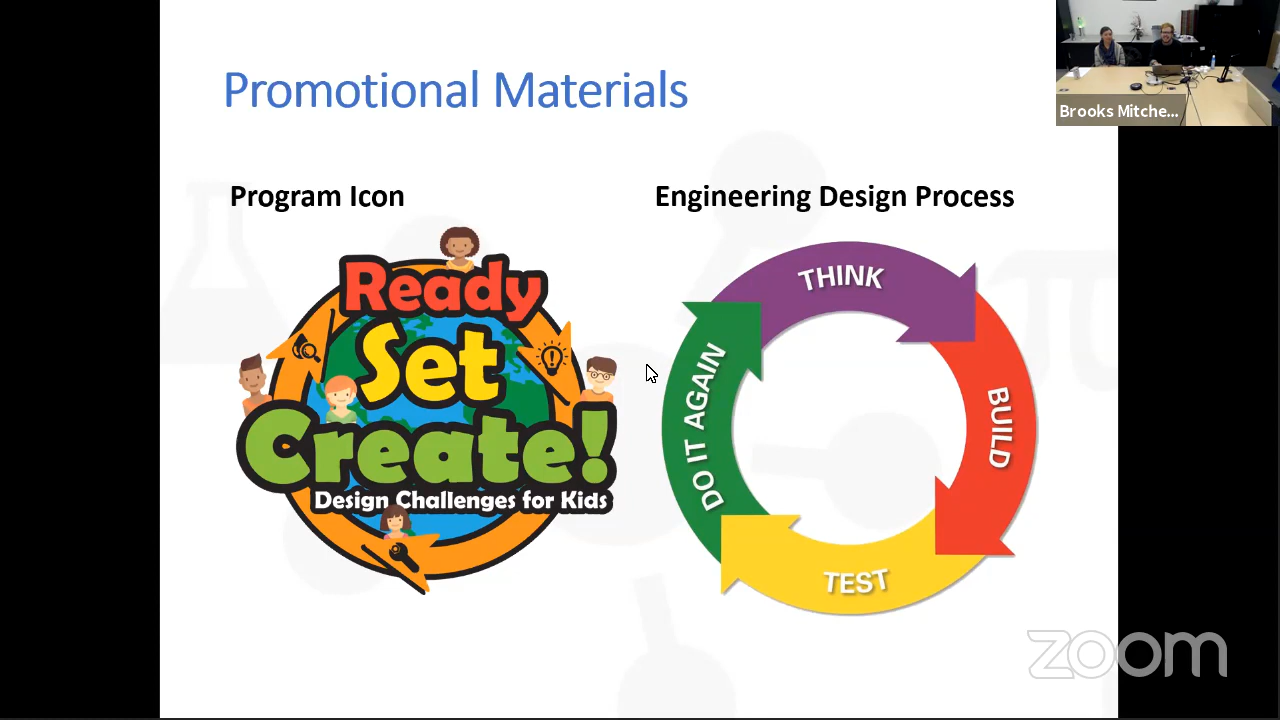 Promotional Materials
Brooks Mitche...
Program Icon
Engineering Design Process
Ready
Set
Create!
Design Challenges for Kids
THINK
BUILD
TEST
DO IT AGAIN
zoom